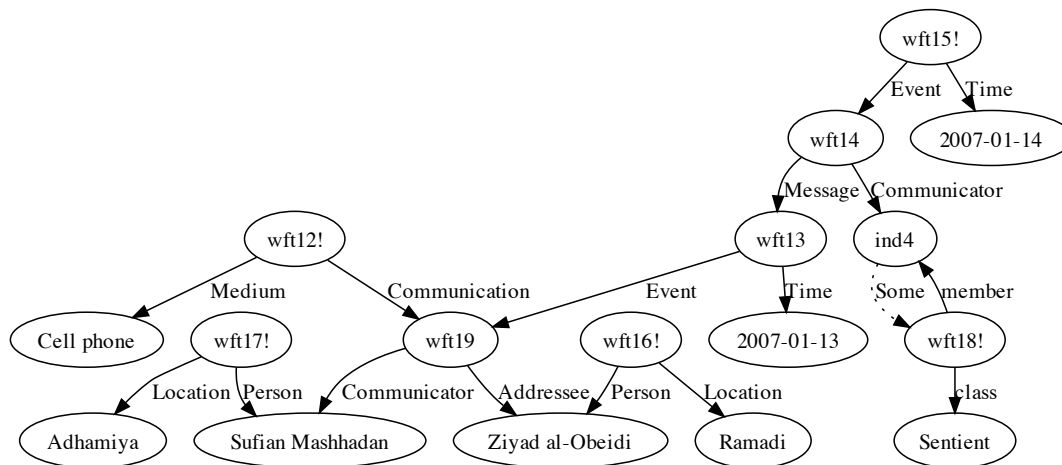 wft15!
Event
Time
wft14
2007-01-14
Message
Communicator
wft12!
wft13
ind4
Medium
Communication
Event
Time
Some
member
Cell phone
wft17!
wft19
wft16!
2007-01-13
wft18!
Location
Person
Communicator
Addressee
Person
Location
class
Adhamiya
Sufian Mashhadan
Ziyad al-Obeidi
Ramadi
Sentient